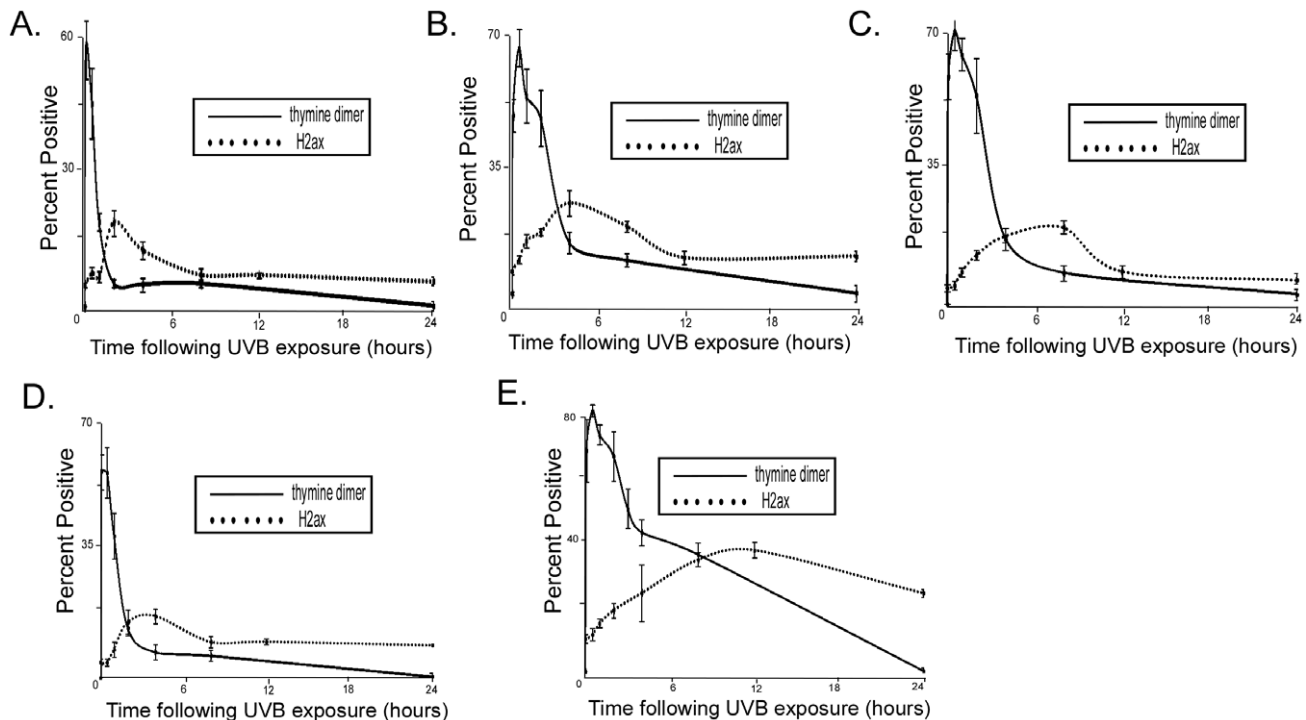 A.
60
30
0
6
12
18
24
Percent Positive
thymine dimer
H2ax
Time following UVB exposure (hours)
B.
70
35
0
6
12
18
24
Percent Positive
thymine dimer
H2ax
Time following UVB exposure (hours)
C.
70
35
0
6
12
18
24
Percent Positive
thymine dimer
H2ax
Time following UVB exposure (hours)
D.
70
35
0
6
12
18
24
Percent Positive
thymine dimer
H2ax
Time following UVB exposure (hours)
E.
80
40
0
6
12
18
24
Percent Positive
thymine dimer
H2ax
Time following UVB exposure (hours)